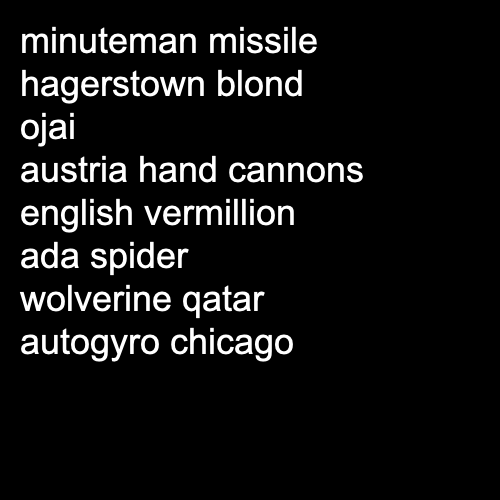 minuteman missile
hagerstown blond
ojai
austria hand cannons
english vermillion
ada spider
wolverine qatar
autogyro chicago